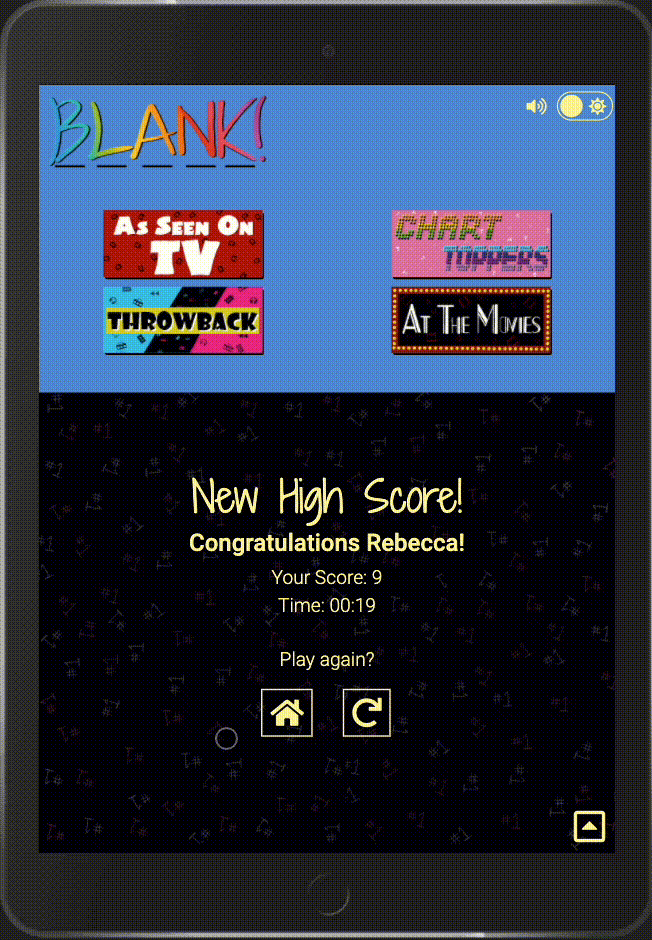 BLANK!
As Seen On
TV
CHART
TOPPERS
THROWBACK
At The Movies
New High Score!
Congratulations Rebecca!
Your Score: 9
Time: 00:19
Play again?